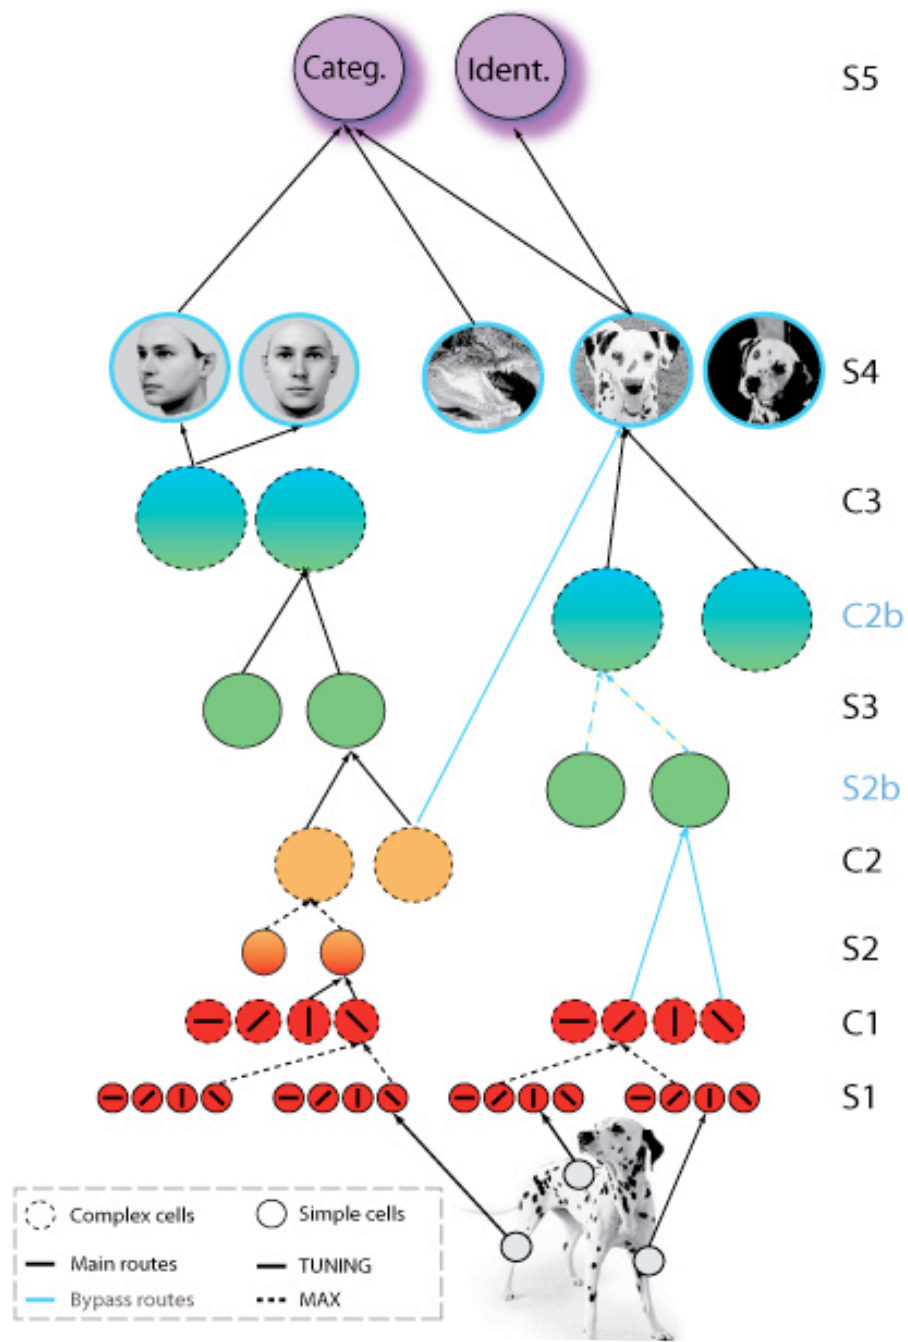 Categ.
Ident.
S5
S4
C3
C2b
S3
S2b
C2
S2
C1
S1
Complex cells
Simple cells
Main routes
TUNING
Bypass routes
MAX